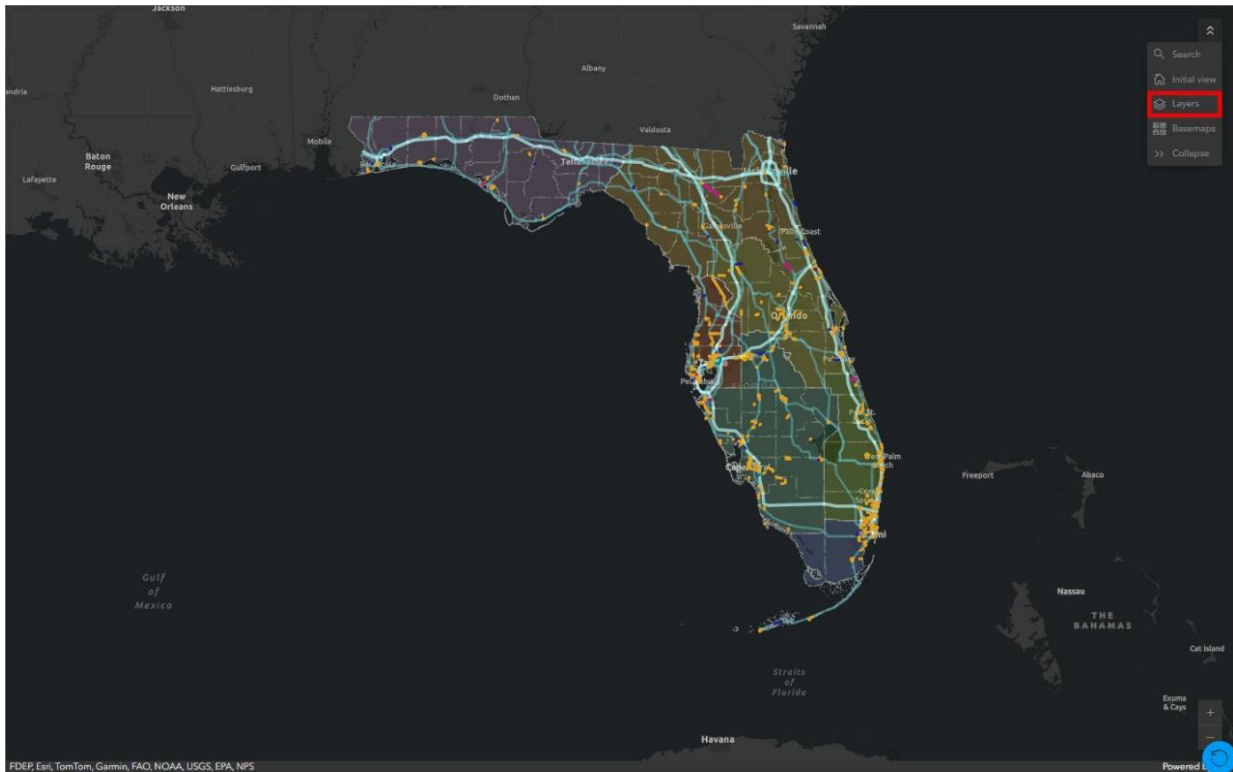 Jackson
Savannah
Search
Albany
Initial view
Hattiesburg
Dothan
Layers
Valdosta
Basemaps
Mobile
Baton
Rouge
Collapse
Gulfport
Lafayette
New
Orleans
Gainesville
Palm Coast
Orlando
FLORIDA
Freeport
Abaco
Gulf
of
Mexico
Nassau
THE
BAHAMAS
Cat Island
Straits
of
Florida
Exuma
& Cays
Havana
FDEP, Esri, TomTom, Garmin, FAO, NOAA, USGS, EPA, NPS
Powered